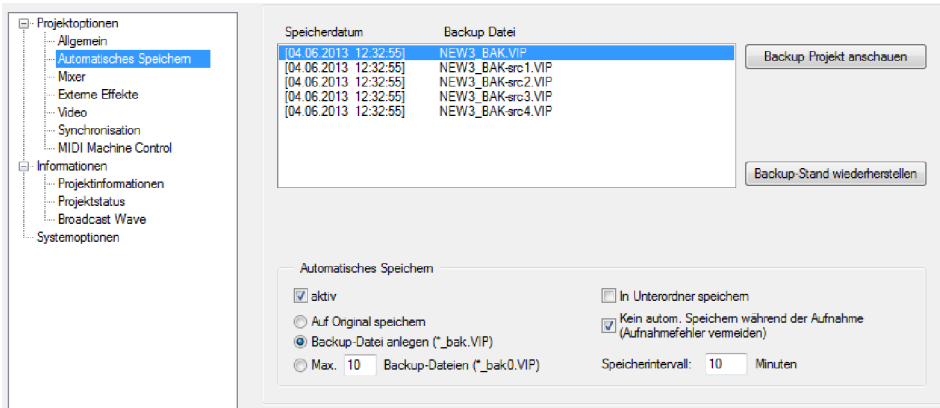 Projektoptionen
Allgemein
Automatisches Speichern
Mixer
Externe Effekte
Video
Synchronisation
MIDI Machine Control
Informationen
Projektinformationen
Projektstatus
Broadcast Wave
Systemoptionen
Speicherdatum Backup Datei
[04.06.2013 12:32:55] NEW3_BAK.VIP
[04.06.2013 12:32:55] NEW3_BAK-src1.VIP
[04.06.2013 12:32:55] NEW3_BAK-src2.VIP
[04.06.2013 12:32:55] NEW3_BAK-src3.VIP
[04.06.2013 12:32:55] NEW3_BAK-src4.VIP
Backup Projekt anschauen
Backup-Stand wiederherstellen
Automatisches Speichern
aktiv
Auf Original speichern
Backup-Datei anlegen (*_bak.VIP)
Max. 10 Backup-Dateien (*_bak0.VIP)
In Unterordner speichern
Kein autom. Speichern während der Aufnahme
(Aufnahmefehler vermeiden)
Speicherintervall: 10 Minuten